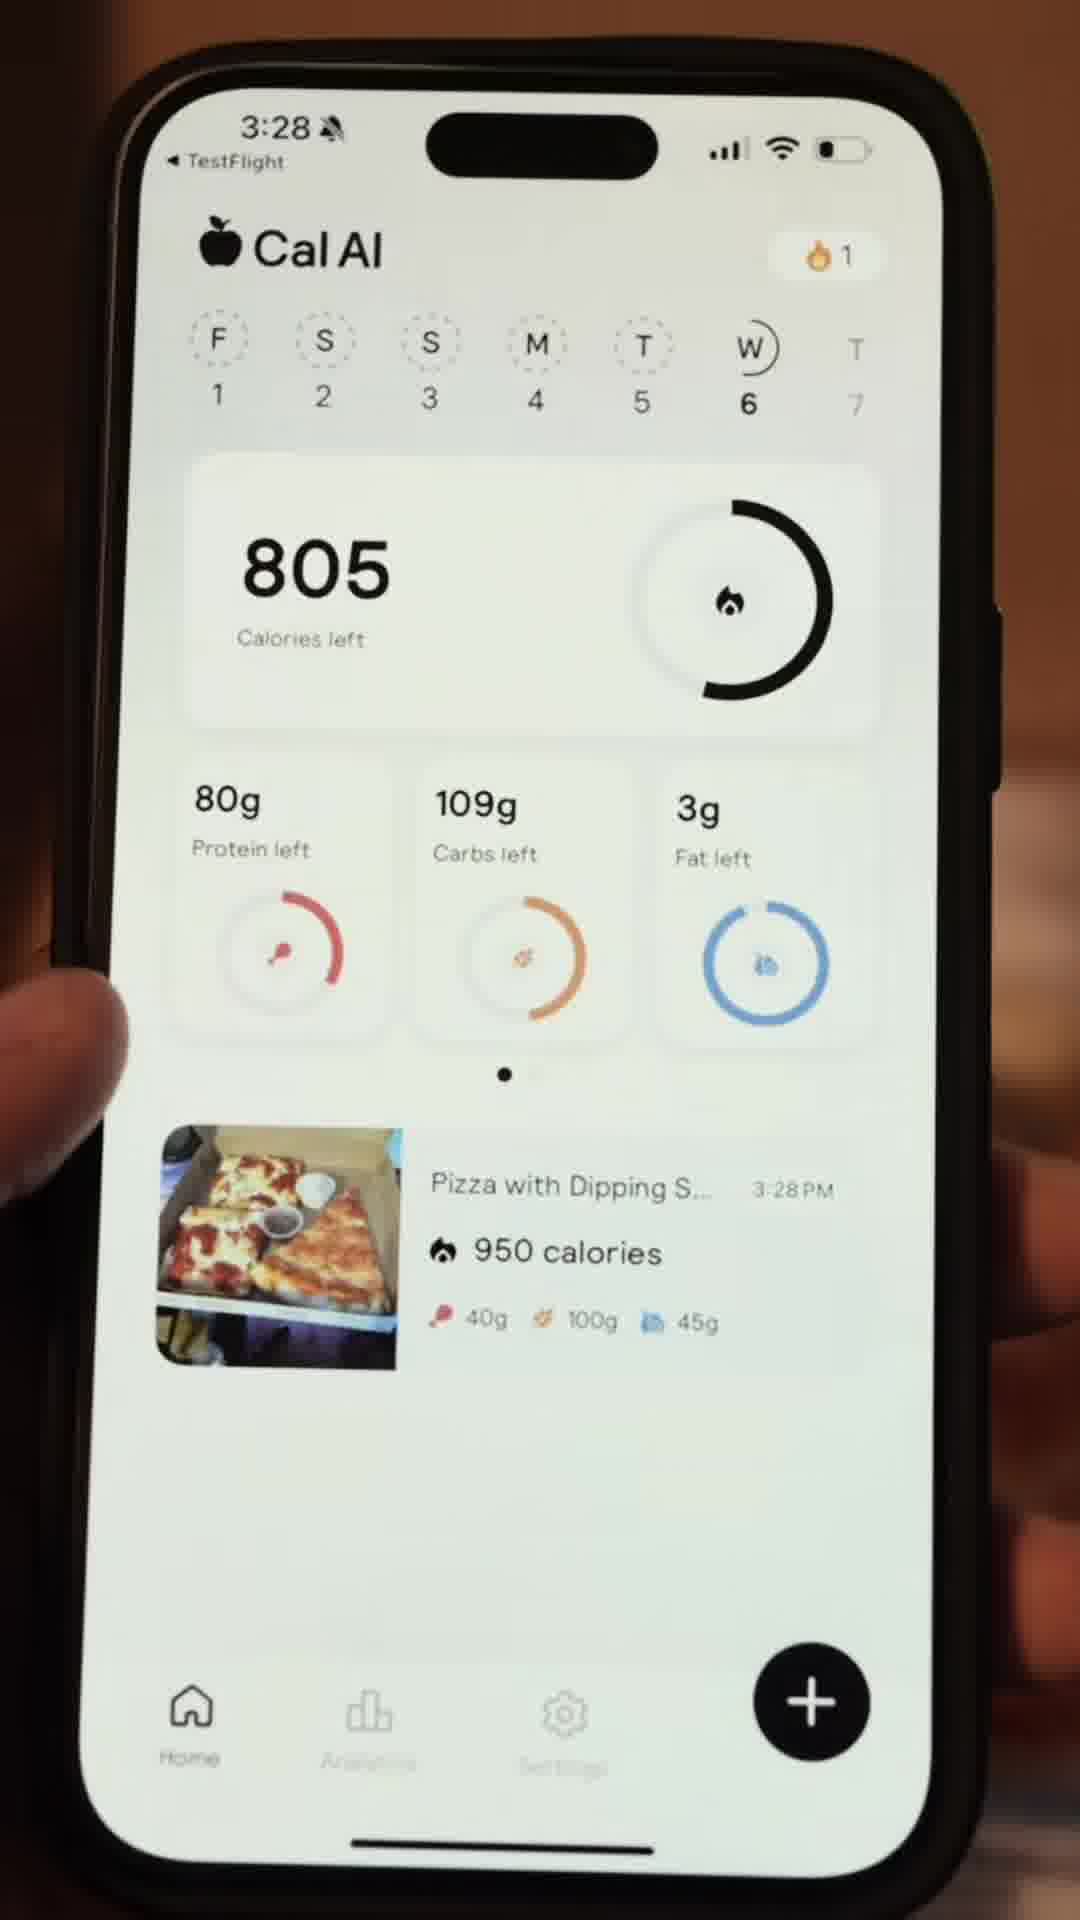 3:28
◄ TestFlight
Cal AI
1
F S S M T W T
1 2 3 4 5 6 7
805
Calories left
80g
Protein left
109g
Carbs left
3g
Fat left
Pizza with Dipping S... 3:28 PM
950 calories
40g 100g 45g
Home Analytics Settings